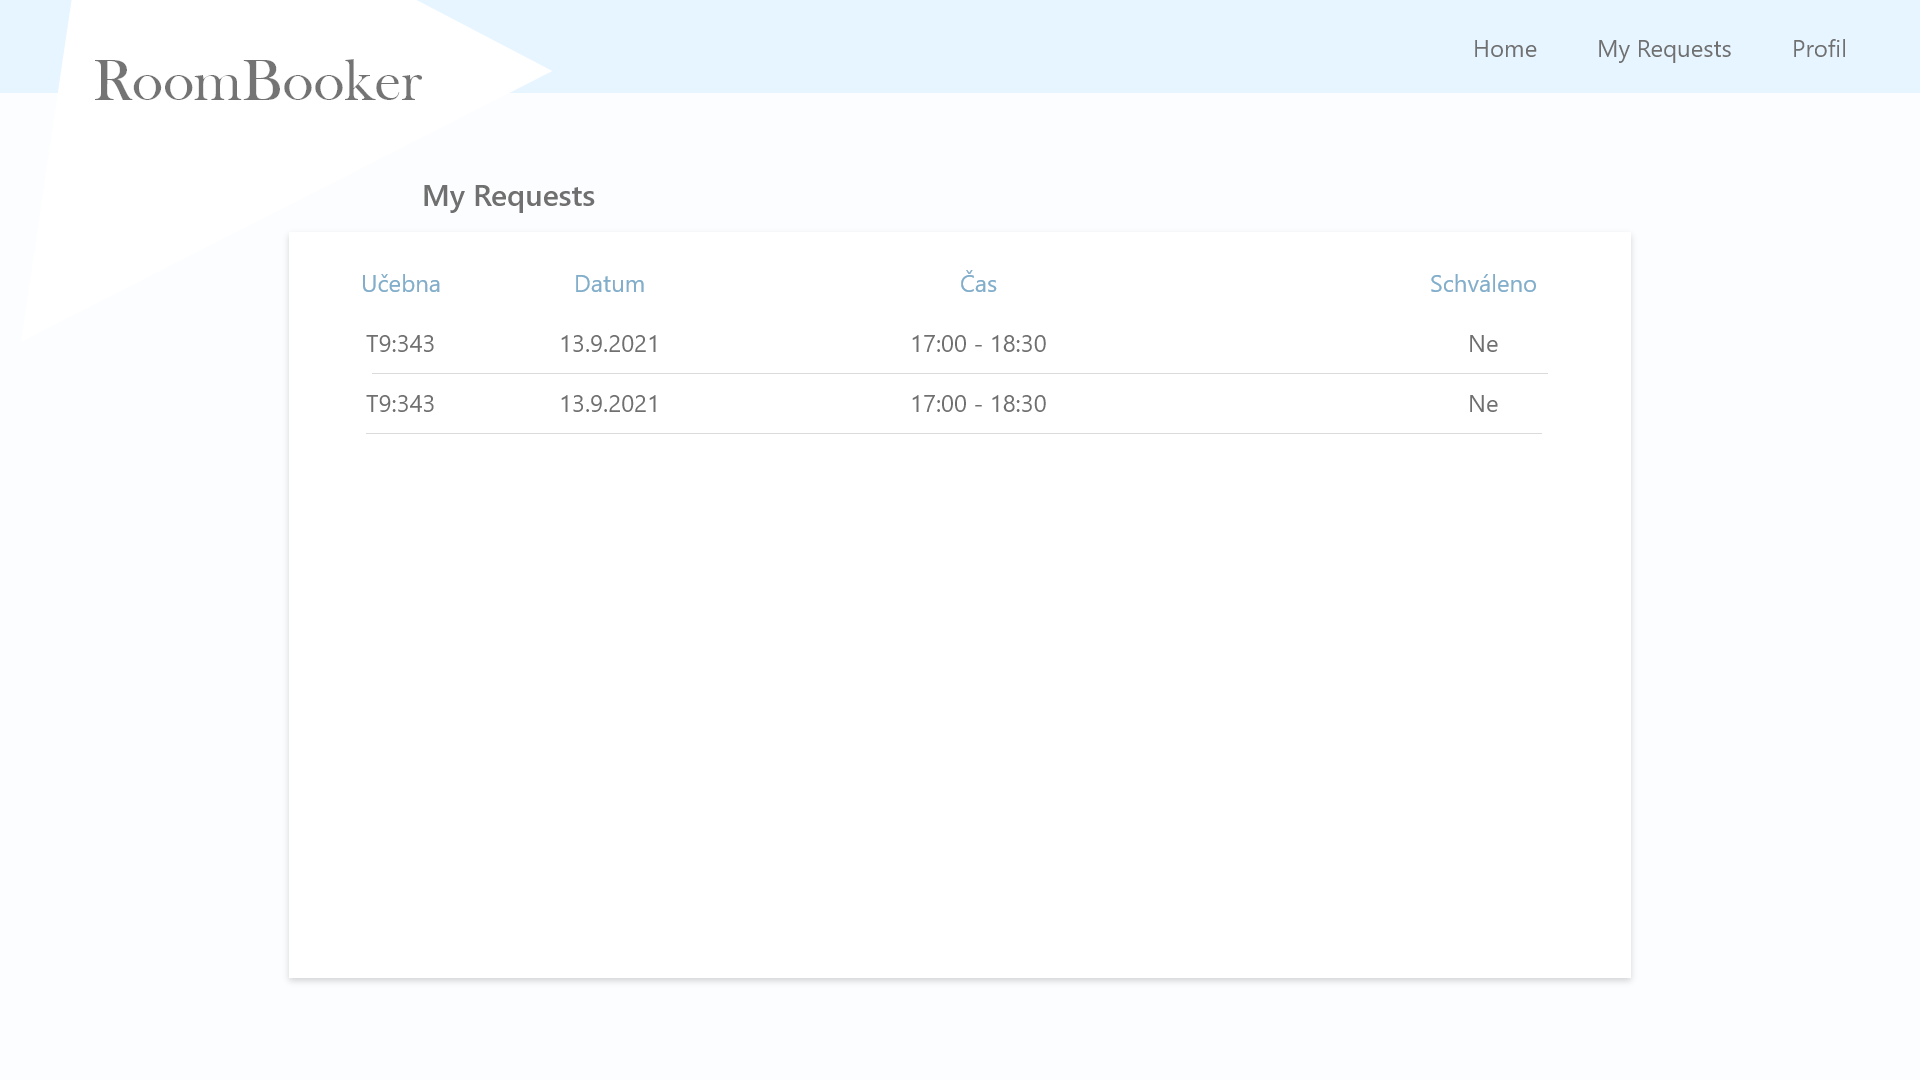 Home My Requests Profil
RoomBooker
My Requests
Učebna Datum Čas Schváleno
T9:343 13.9.2021 17:00 - 18:30 Ne
T9:343 13.9.2021 17:00 - 18:30 Ne